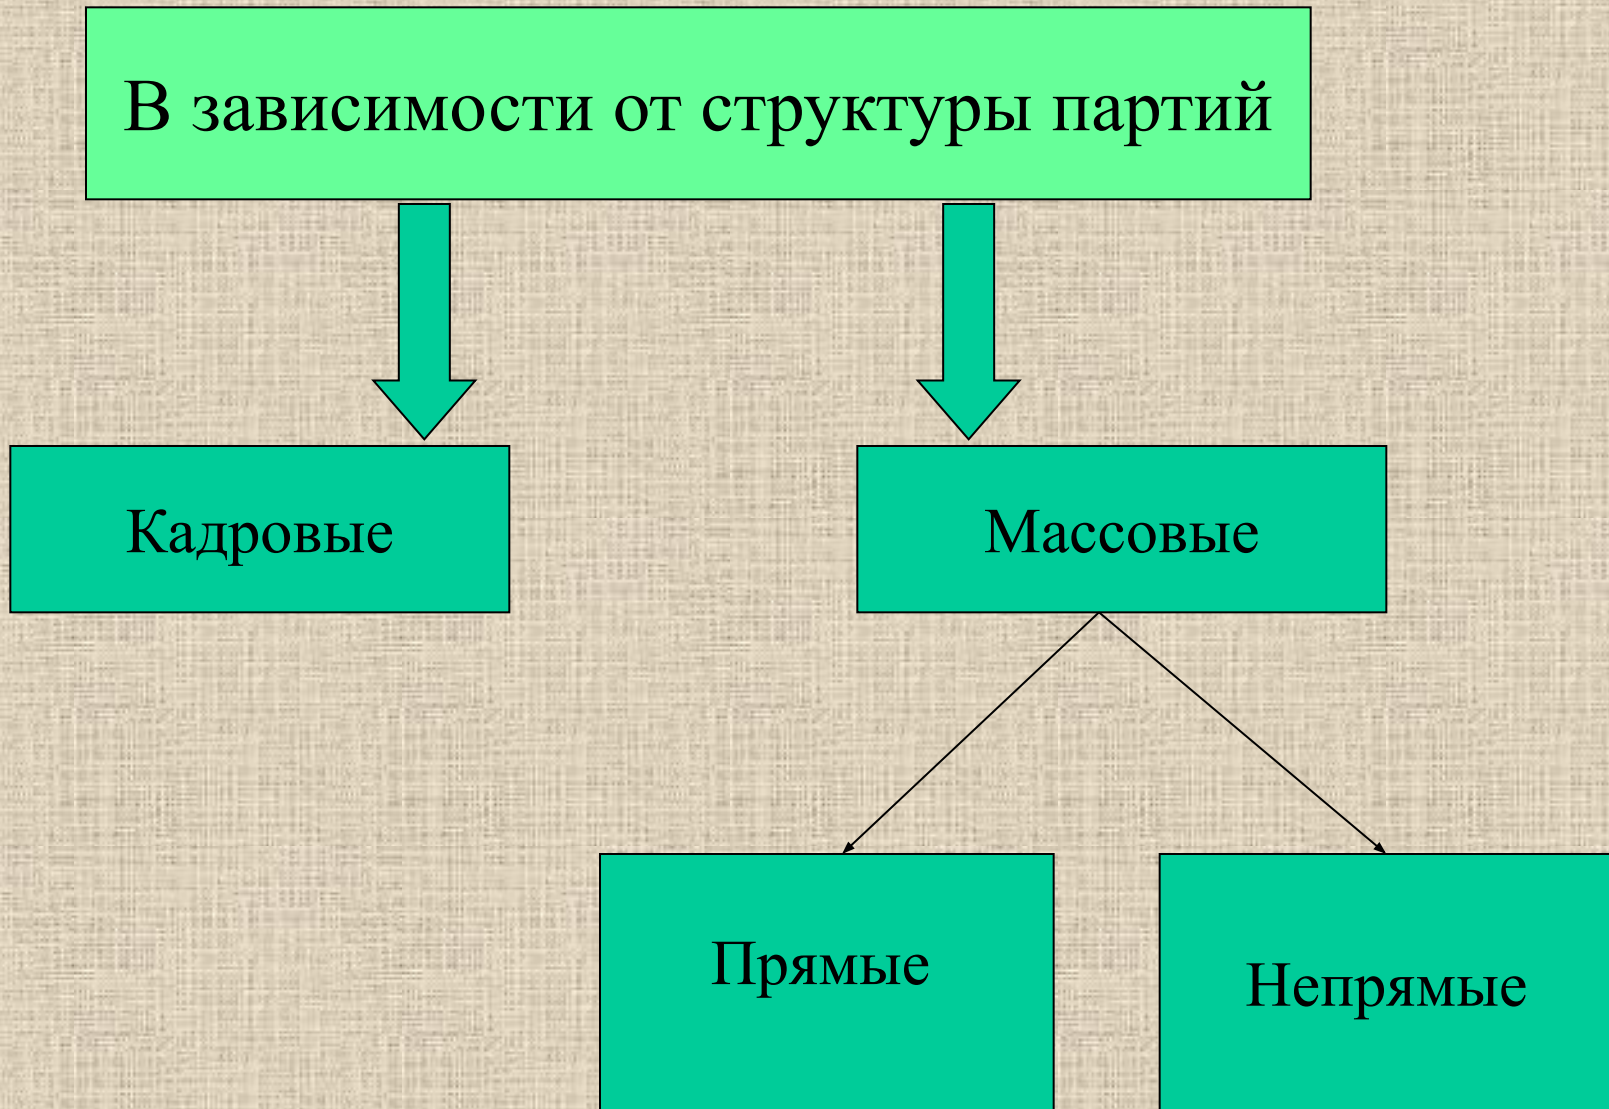 В зависимости от структуры партий
Кадровые
Массовые
Прямые
Непрямые